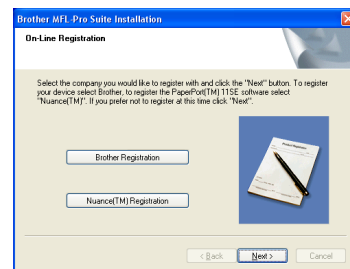 Brother MFL-Pro Suite Installation
On-Line Registration
Select the company you would like to register with and click the "Next" button. To register
your device select Brother, to register the PaperPort(TM) 11SE software select
"Nuance(TM)". If you prefer not to register at this time click "Next".
Brother Registration
Nuance(TM) Registration
< Back
Next >
Cancel